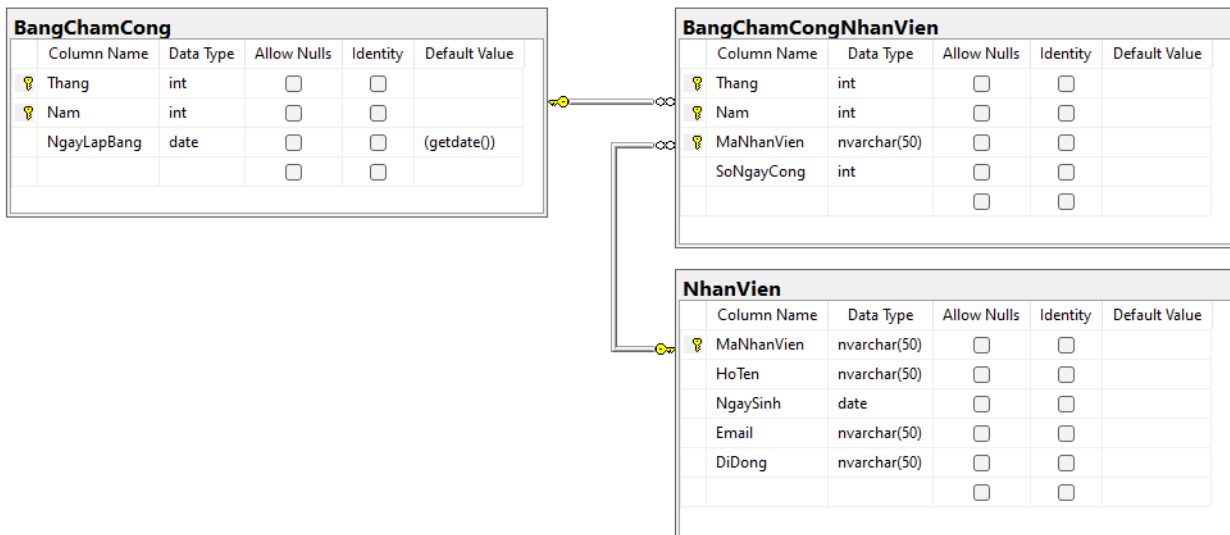 BangChamCong
Column Name Data Type Allow Nulls Identity Default Value
Thang int
Nam int
NgayLapBang date (getdate())
BangChamCongNhanVien
Column Name Data Type Allow Nulls Identity Default Value
Thang int
Nam int
MaNhanVien nvarchar(50)
SoNgayCong int
NhanVien
Column Name Data Type Allow Nulls Identity Default Value
MaNhanVien nvarchar(50)
HoTen nvarchar(50)
NgaySinh date
Email nvarchar(50)
DiDong nvarchar(50)